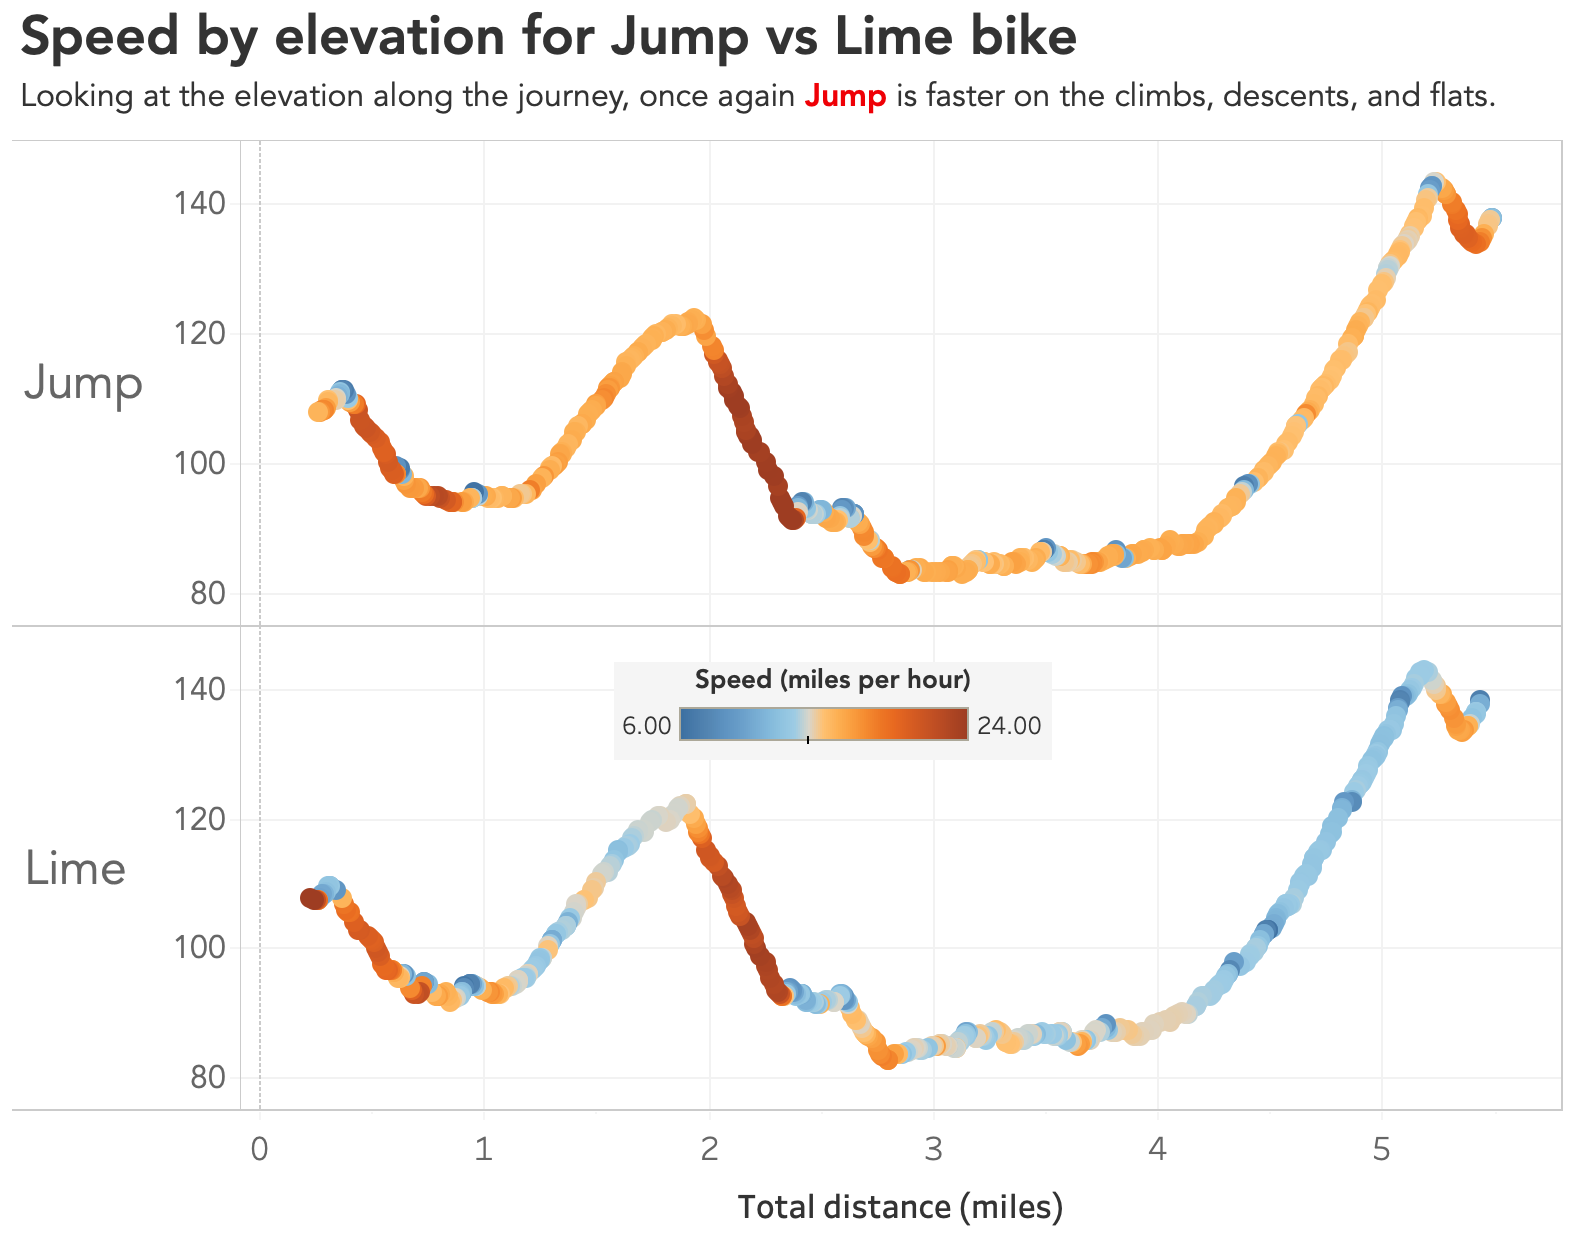 Speed by elevation for Jump vs Lime bike
Looking at the elevation along the journey, once again Jump is faster on the climbs, descents, and flats.
140
120
Jump
100
80
Speed (miles per hour)
6.00 24.00
140
120
Lime
100
80
0 1 2 3 4 5
Total distance (miles)